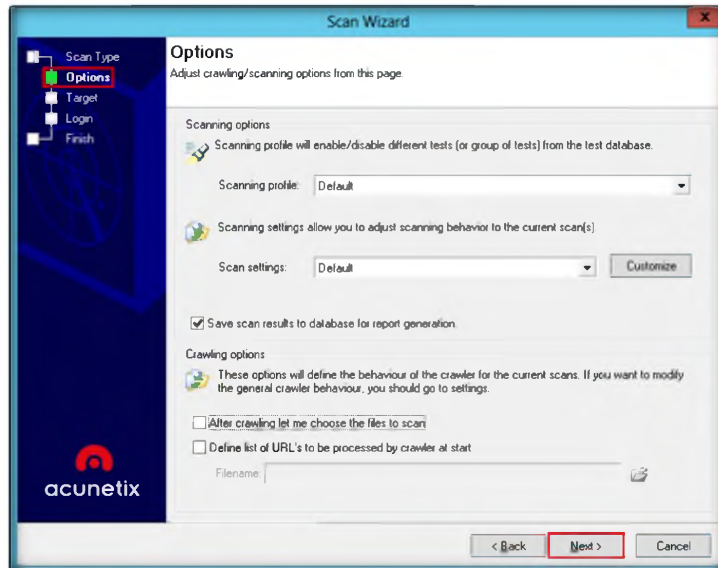 Scan Wizard
x
Scan Type
Options
Target
Login
Finish
Options
Adjust crawling/scanning options from this page.
Scanning options
Scanning profile will enable/disable different tests (or group of tests) from the test database.
Scanning profile: Default
Scanning settings allow you to adjust scanning behavior to the current scan(s)
Scan settings: Default Customize
Save scan results to database for report generation.
Crawling options
These options will define the behaviour of the crawler for the current scans. If you want to modify
the general crawler behaviour, you should go to settings.
After crawling let me choose the files to scan
Define list of URL's to be processed by crawler at start
Filename:
acunetix
< Back Next > Cancel